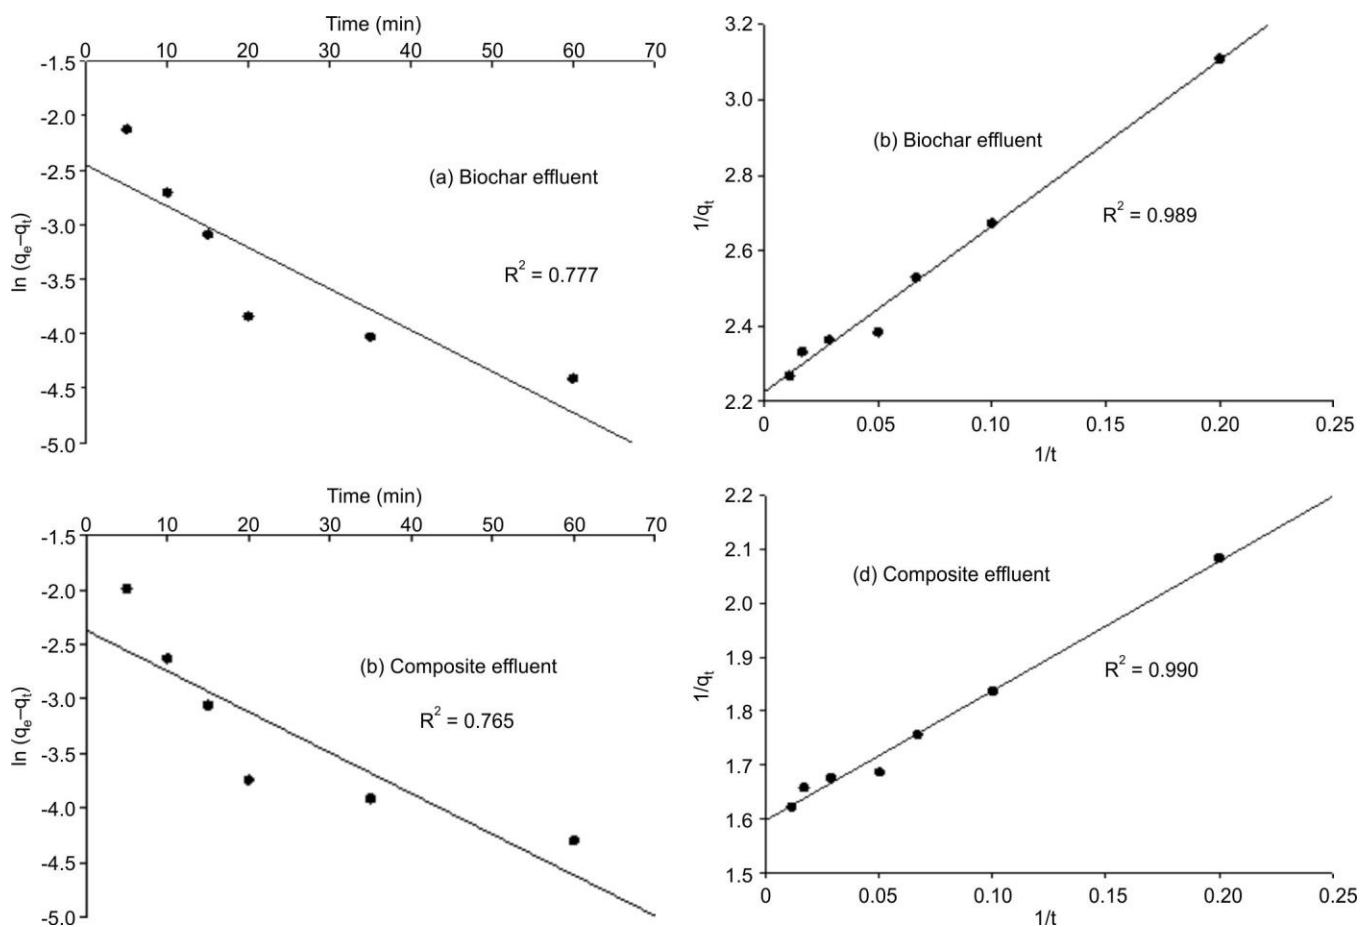 Time (min)
0 10 20 30 40 50 60 70
-1.5
-2.0
-2.5
-3.0
-3.5
-4.0
-4.5
-5.0
ln (qe–qt)
(a) Biochar effluent
R2 = 0.777
3.2
3.0
2.8
2.6
2.4
2.2
1/qt
(b) Biochar effluent
R2 = 0.989
0 0.05 0.10 0.15 0.20 0.25
1/t
Time (min)
0 10 20 30 40 50 60 70
-1.5
-2.0
-2.5
-3.0
-3.5
-4.0
-4.5
-5.0
ln (qe–qt)
(b) Composite effluent
R2 = 0.765
2.2
2.1
2.0
1.9
1.8
1.7
1.6
1.5
1/qt
(d) Composite effluent
R2 = 0.990
0 0.05 0.10 0.15 0.20 0.25
1/t